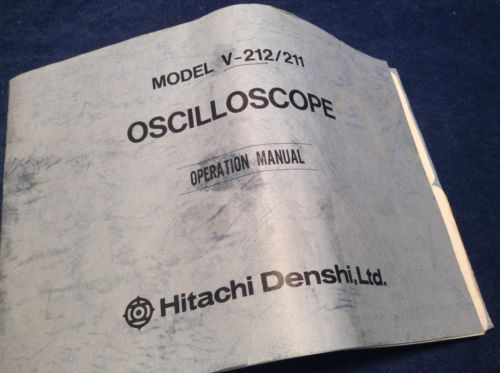 MODEL V-212/211
OSCILLOSCOPE
OPERATION MANUAL
Hitachi Denshi,Ltd.